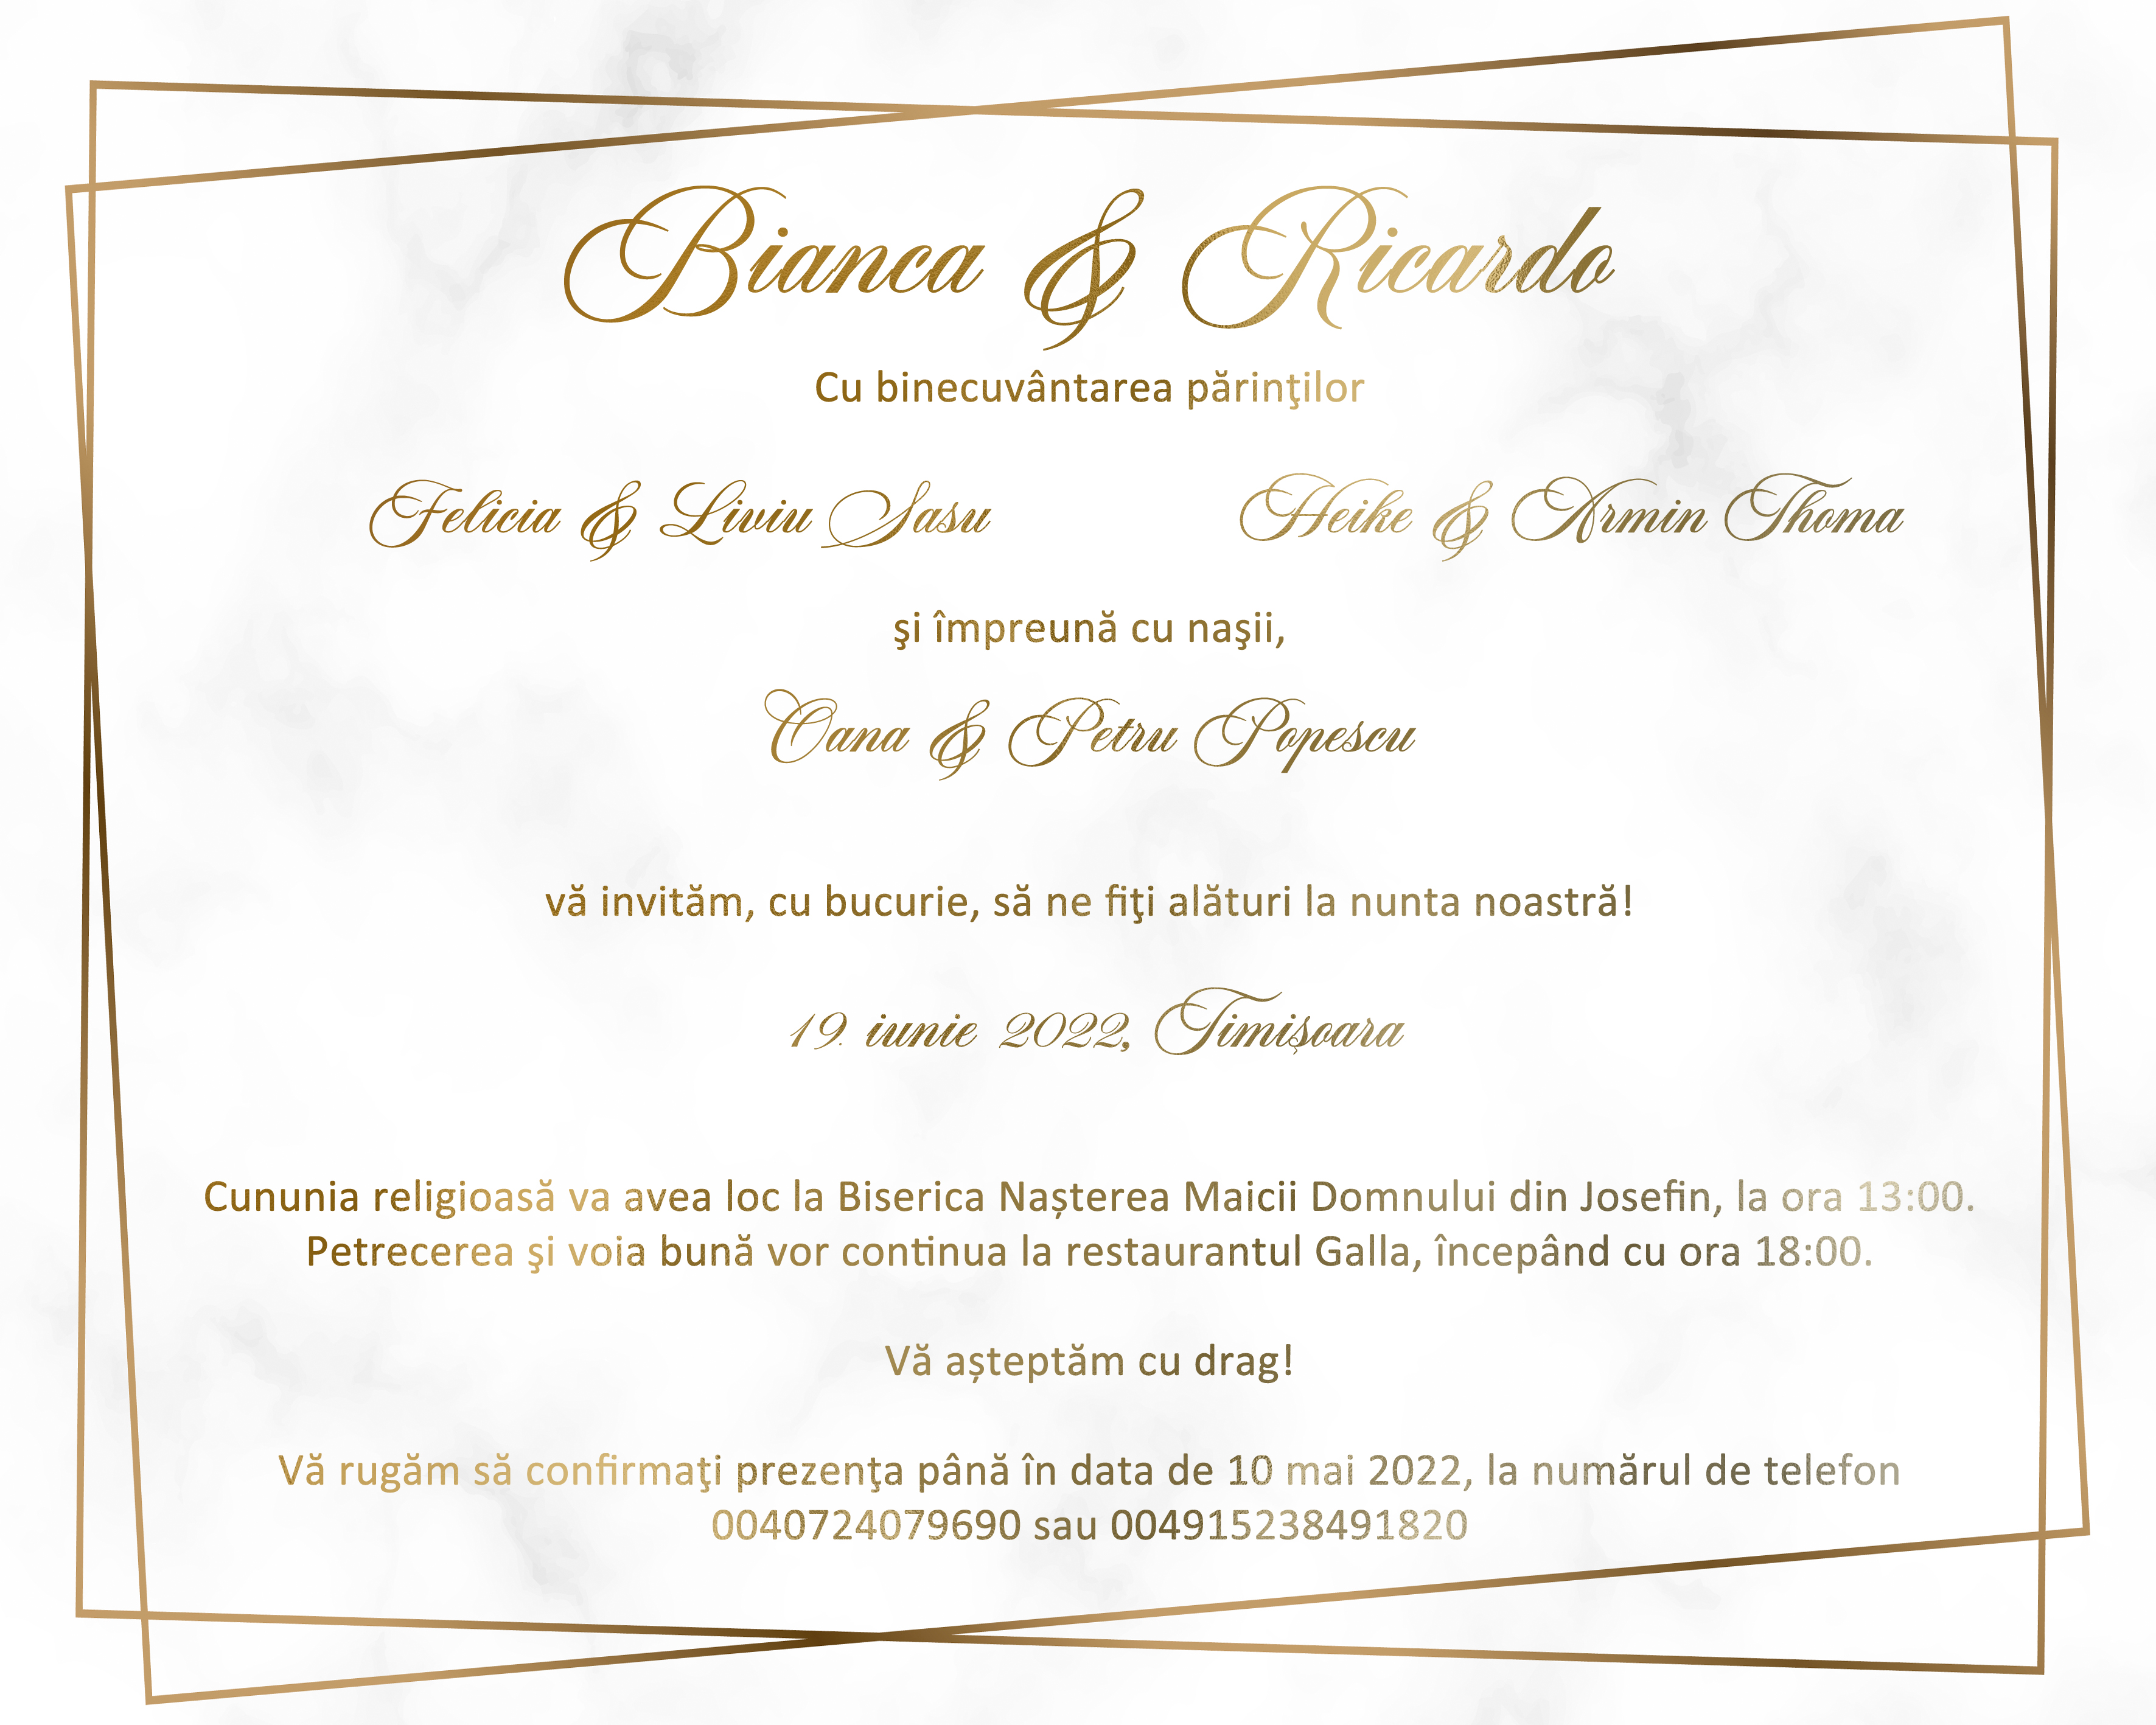 Bianca & Ricardo
Cu binecuvântarea părinţilor
Felicia & Liviu Sasu Heike & Armin Thoma
şi împreună cu naşii,
Oana & Petru Popescu
vă invităm, cu bucurie, să ne fiţi alături la nunta noastră!
19. iunie 2022, Timişoara
Cununia religioasă va avea loc la Biserica Nașterea Maicii Domnului din Josefin, la ora 13:00.
Petrecerea şi voia bună vor continua la restaurantul Galla, începând cu ora 18:00.
Vă așteptăm cu drag!
Vă rugăm să confirmaţi prezenţa până în data de 10 mai 2022, la numărul de telefon
0040724079690 sau 004915238491820